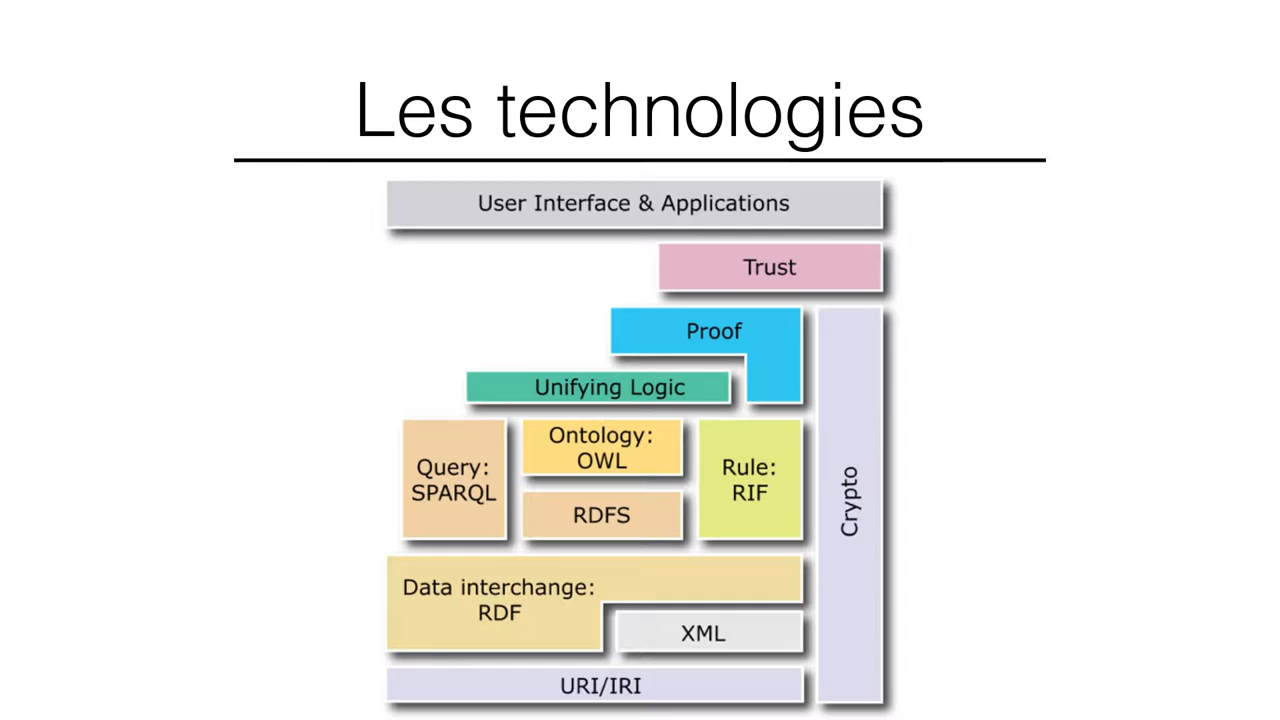 Les technologies
User Interface & Applications
Trust
Proof
Unifying Logic
Query:
SPARQL
Ontology:
OWL
RDFS
Rule:
RIF
Crypto
Data interchange:
RDF
XML
URI/IRI